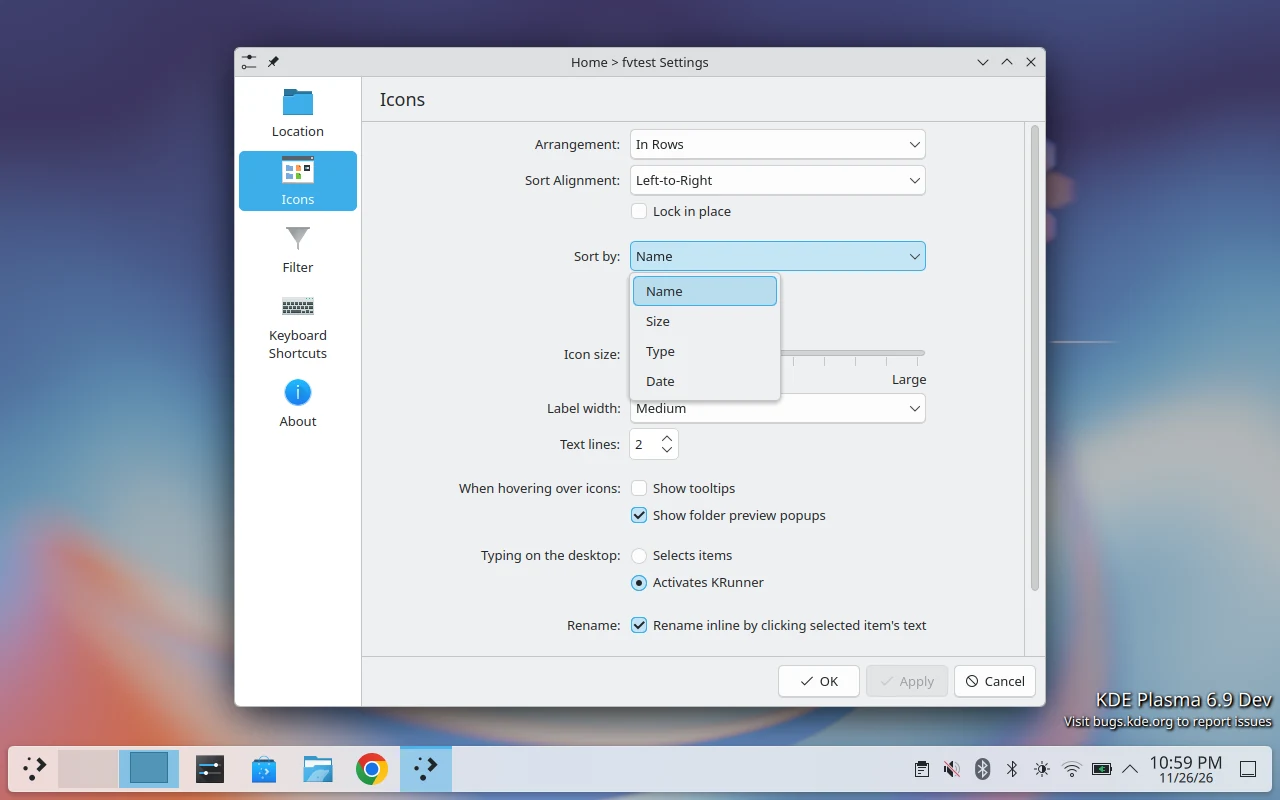 Home > fvtest Settings
Location
Icons
Filter
Keyboard
Shortcuts
About
Icons
Arrangement: In Rows
Sort Alignment: Left-to-Right
Lock in place
Sort by: Name
Name
Size
Type
Date
Icon size:
Large
Label width: Medium
Text lines: 2
When hovering over icons: Show tooltips
Show folder preview popups
Typing on the desktop: Selects items
Activates KRunner
Rename: Rename inline by clicking selected item's text
OK Apply Cancel
KDE Plasma 6.9 Dev
Visit bugs.kde.org to report issues
10:59 PM
11/26/26